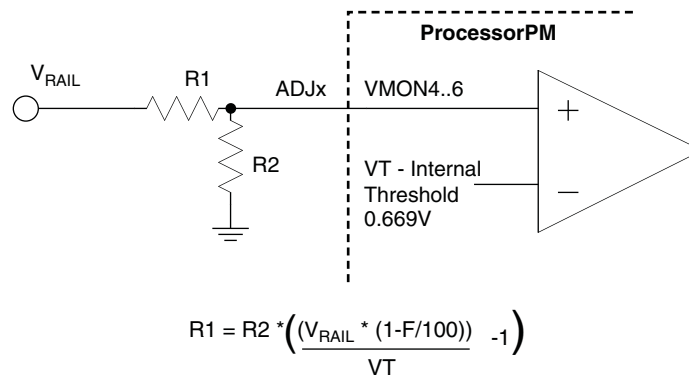 ProcessorPM
V_RAIL
R1
ADJx
VMON4..6
+
R2
VT - Internal
Threshold
0.669V
−
R1 = R2 *((V_RAIL * (1-F/100)) -1)
VT